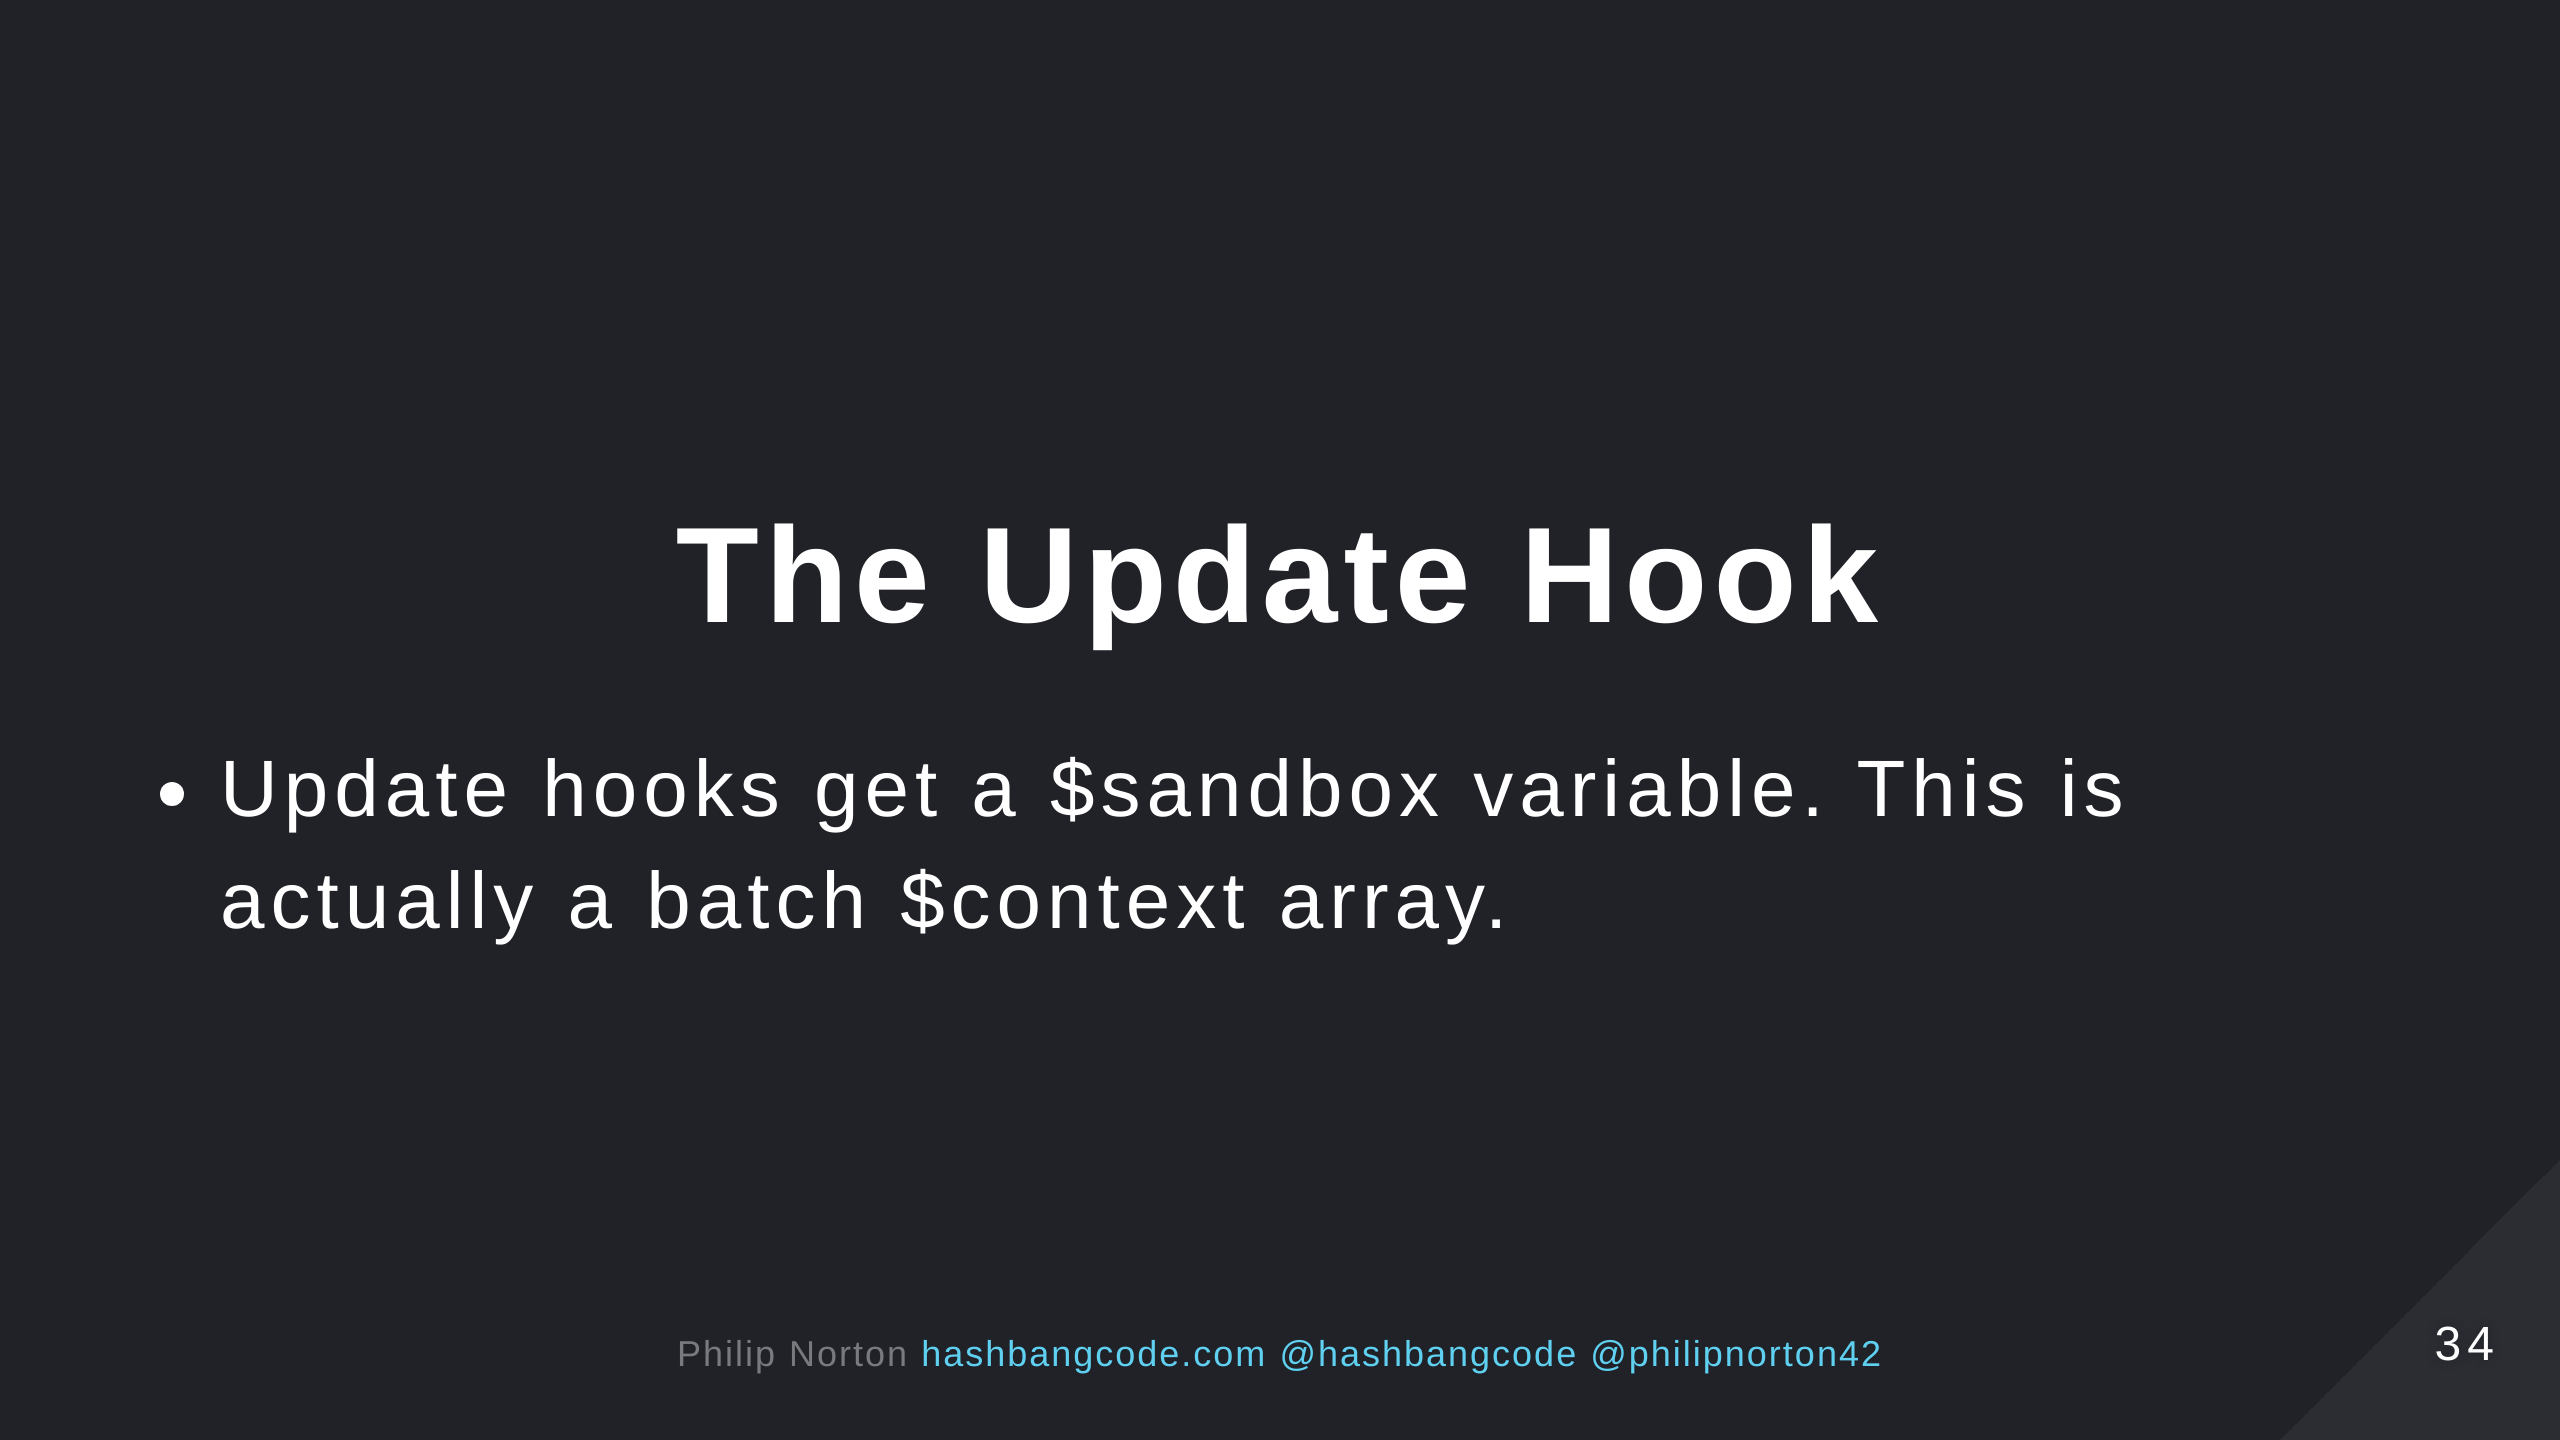 The Update Hook
• Update hooks get a $sandbox variable. This is
actually a batch $context array.
Philip Norton hashbangcode.com @hashbangcode @philipnorton42
34